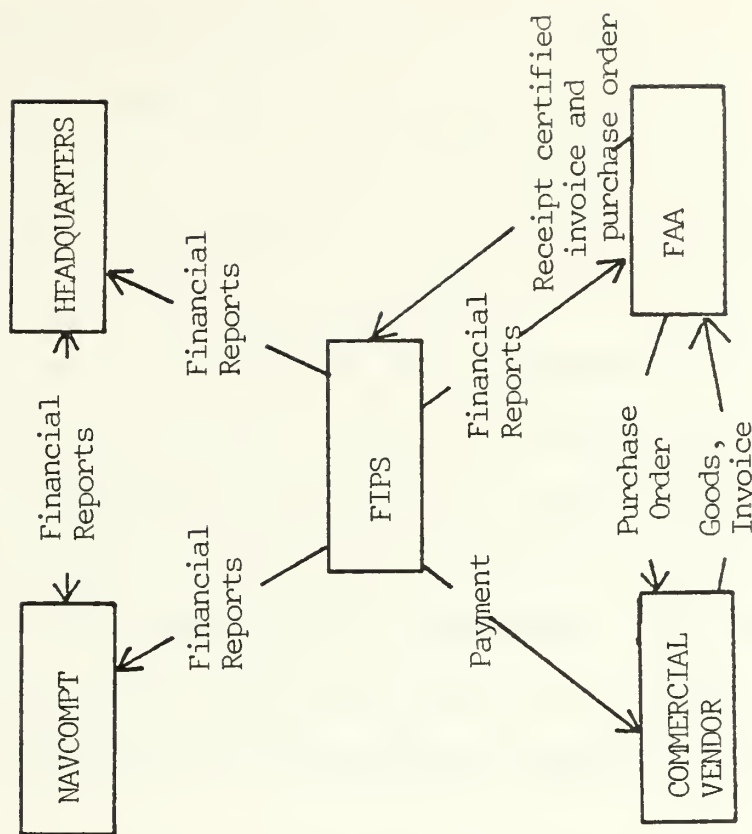 NAVCOMPT
Financial
Reports
HEADQUARTERS
Financial
Reports
Financial
Reports
FIPS
Payment
Financial
Reports
Receipt certified
invoice and
purchase order
COMMERCIAL
VENDOR
Purchase
Order
Goods,
Invoice
FAA